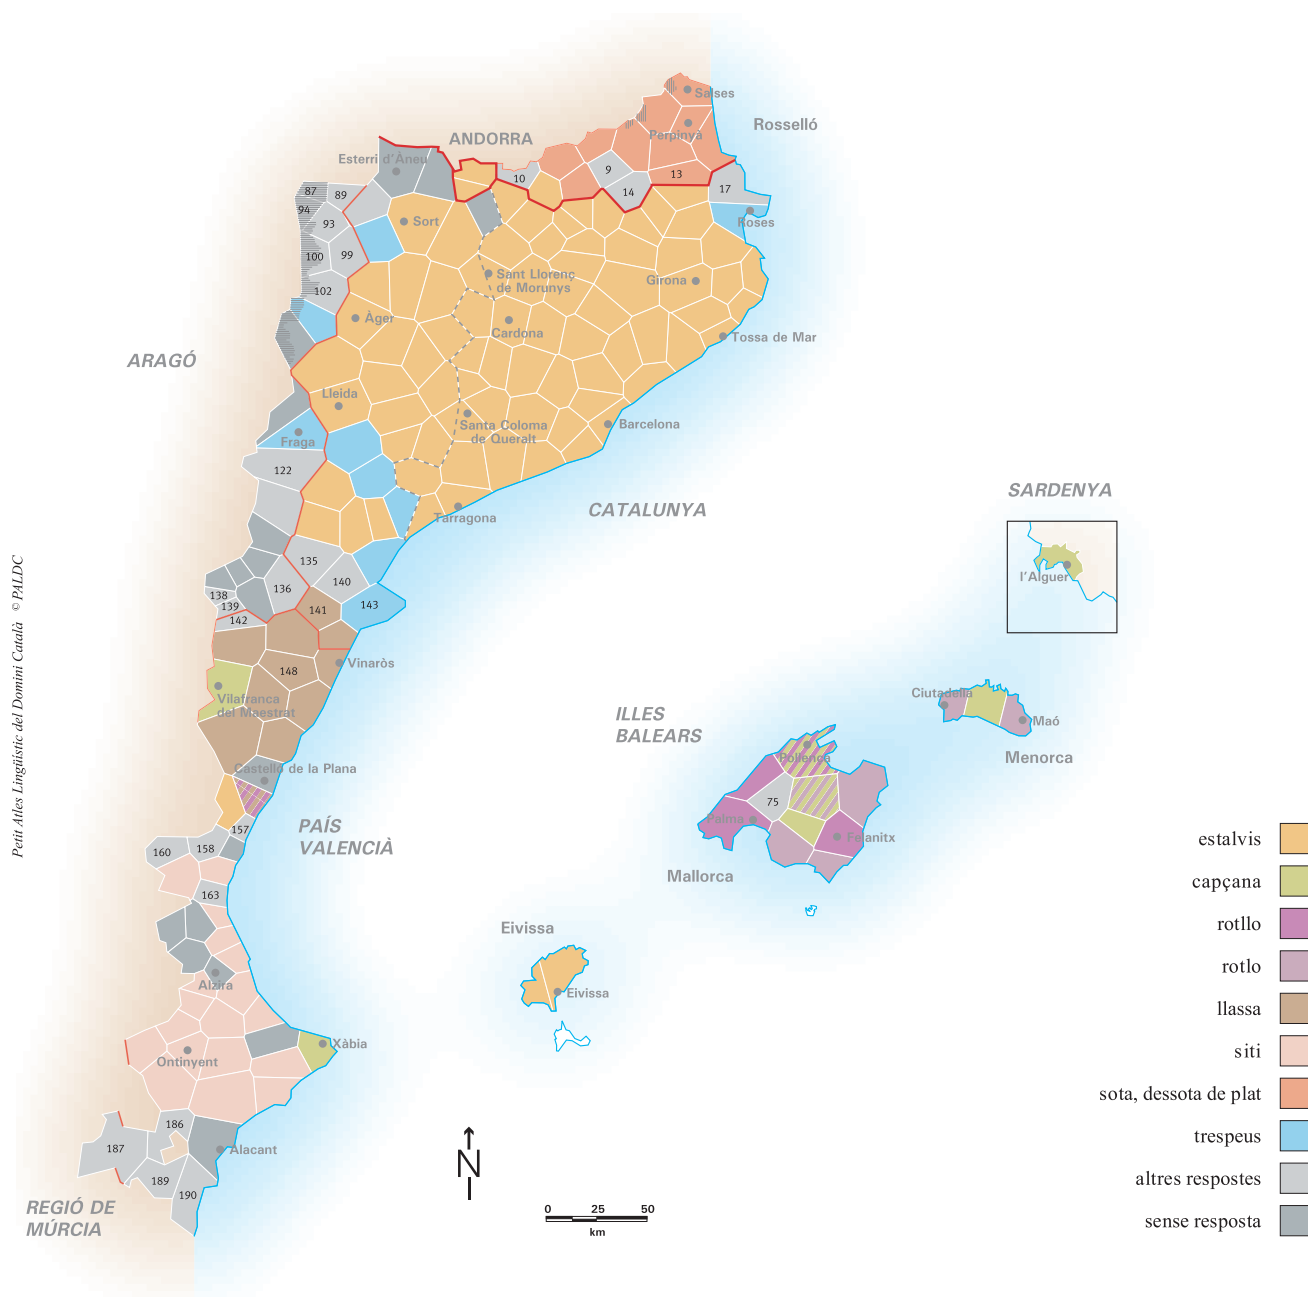 Salses
Rosselló
Perpinyà
ANDORRA
Esterri d'Àneu
10
9
13
14
17
87
89
94
93
Sort
Roses
100
99
Sant Llorenç
de Morunys
Girona
102
Àger
Cardona
Tossa de Mar
ARAGÓ
Lleida
Santa Coloma
de Queralt
Barcelona
Fraga
122
SARDENYA
CATALUNYA
Tarragona
l'Alguer
135
136
140
138
139
141
143
142
Vinaròs
148
Vilafranca
del Maestrat
Ciutadella
Maó
Menorca
ILLES
BALEARS
Pollença
Castelló de la Plana
75
Palma
Felanitx
Mallorca
157
PAÍS
VALENCIÀ
158
160
163
Eivissa
Eivissa
Alzira
Xàbia
Ontinyent
186
187
Alacant
189
190
REGIÓ DE
MÚRCIA
N
0 25 50
km
estalvis
capçana
rotllo
rotlo
llassa
siti
sota, dessota de plat
trespeus
altres respostes
sense resposta
Petit Atles Lingüístic del Domini Català © PALDC